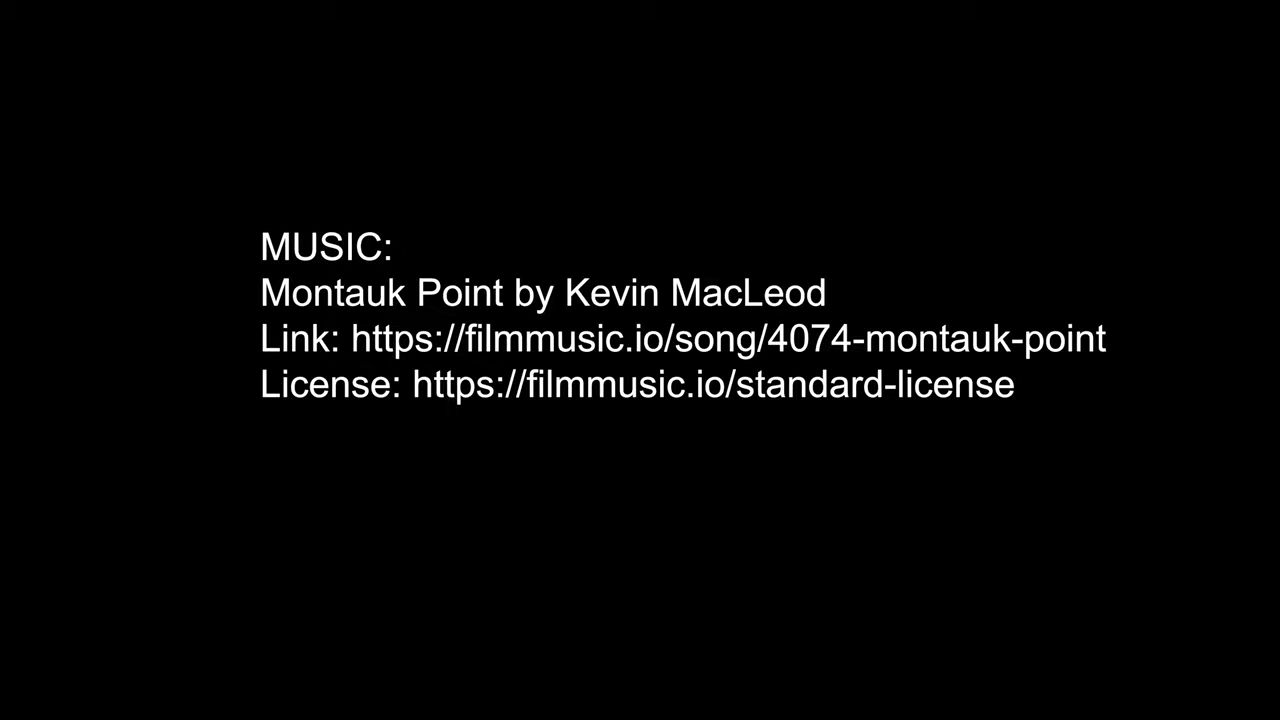 MUSIC:
Montauk Point by Kevin MacLeod
Link: https://filmmusic.io/song/4074-montauk-point
License: https://filmmusic.io/standard-license